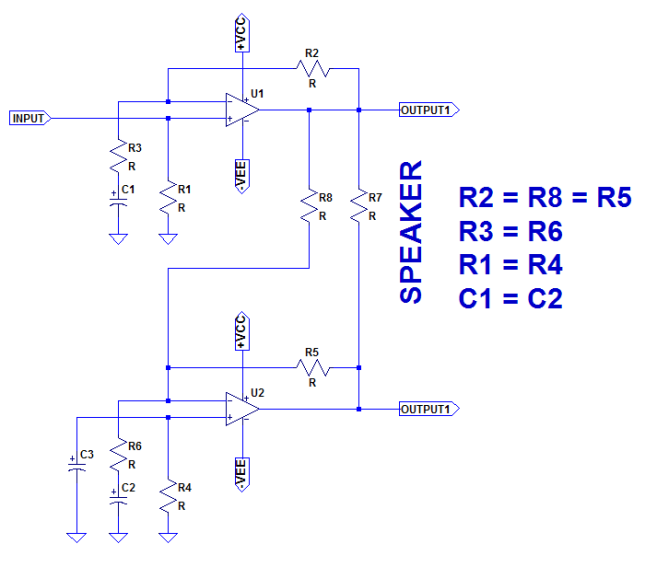 +VCC
R2
R
U1
INPUT
OUTPUT1
R3
R
C1
R1
R
-VEE
R8
R
R7
R
SPEAKER
R2 = R8 = R5
R3 = R6
R1 = R4
C1 = C2
+VCC
R5
R
U2
OUTPUT1
C3
R6
R
C2
R4
R
-VEE